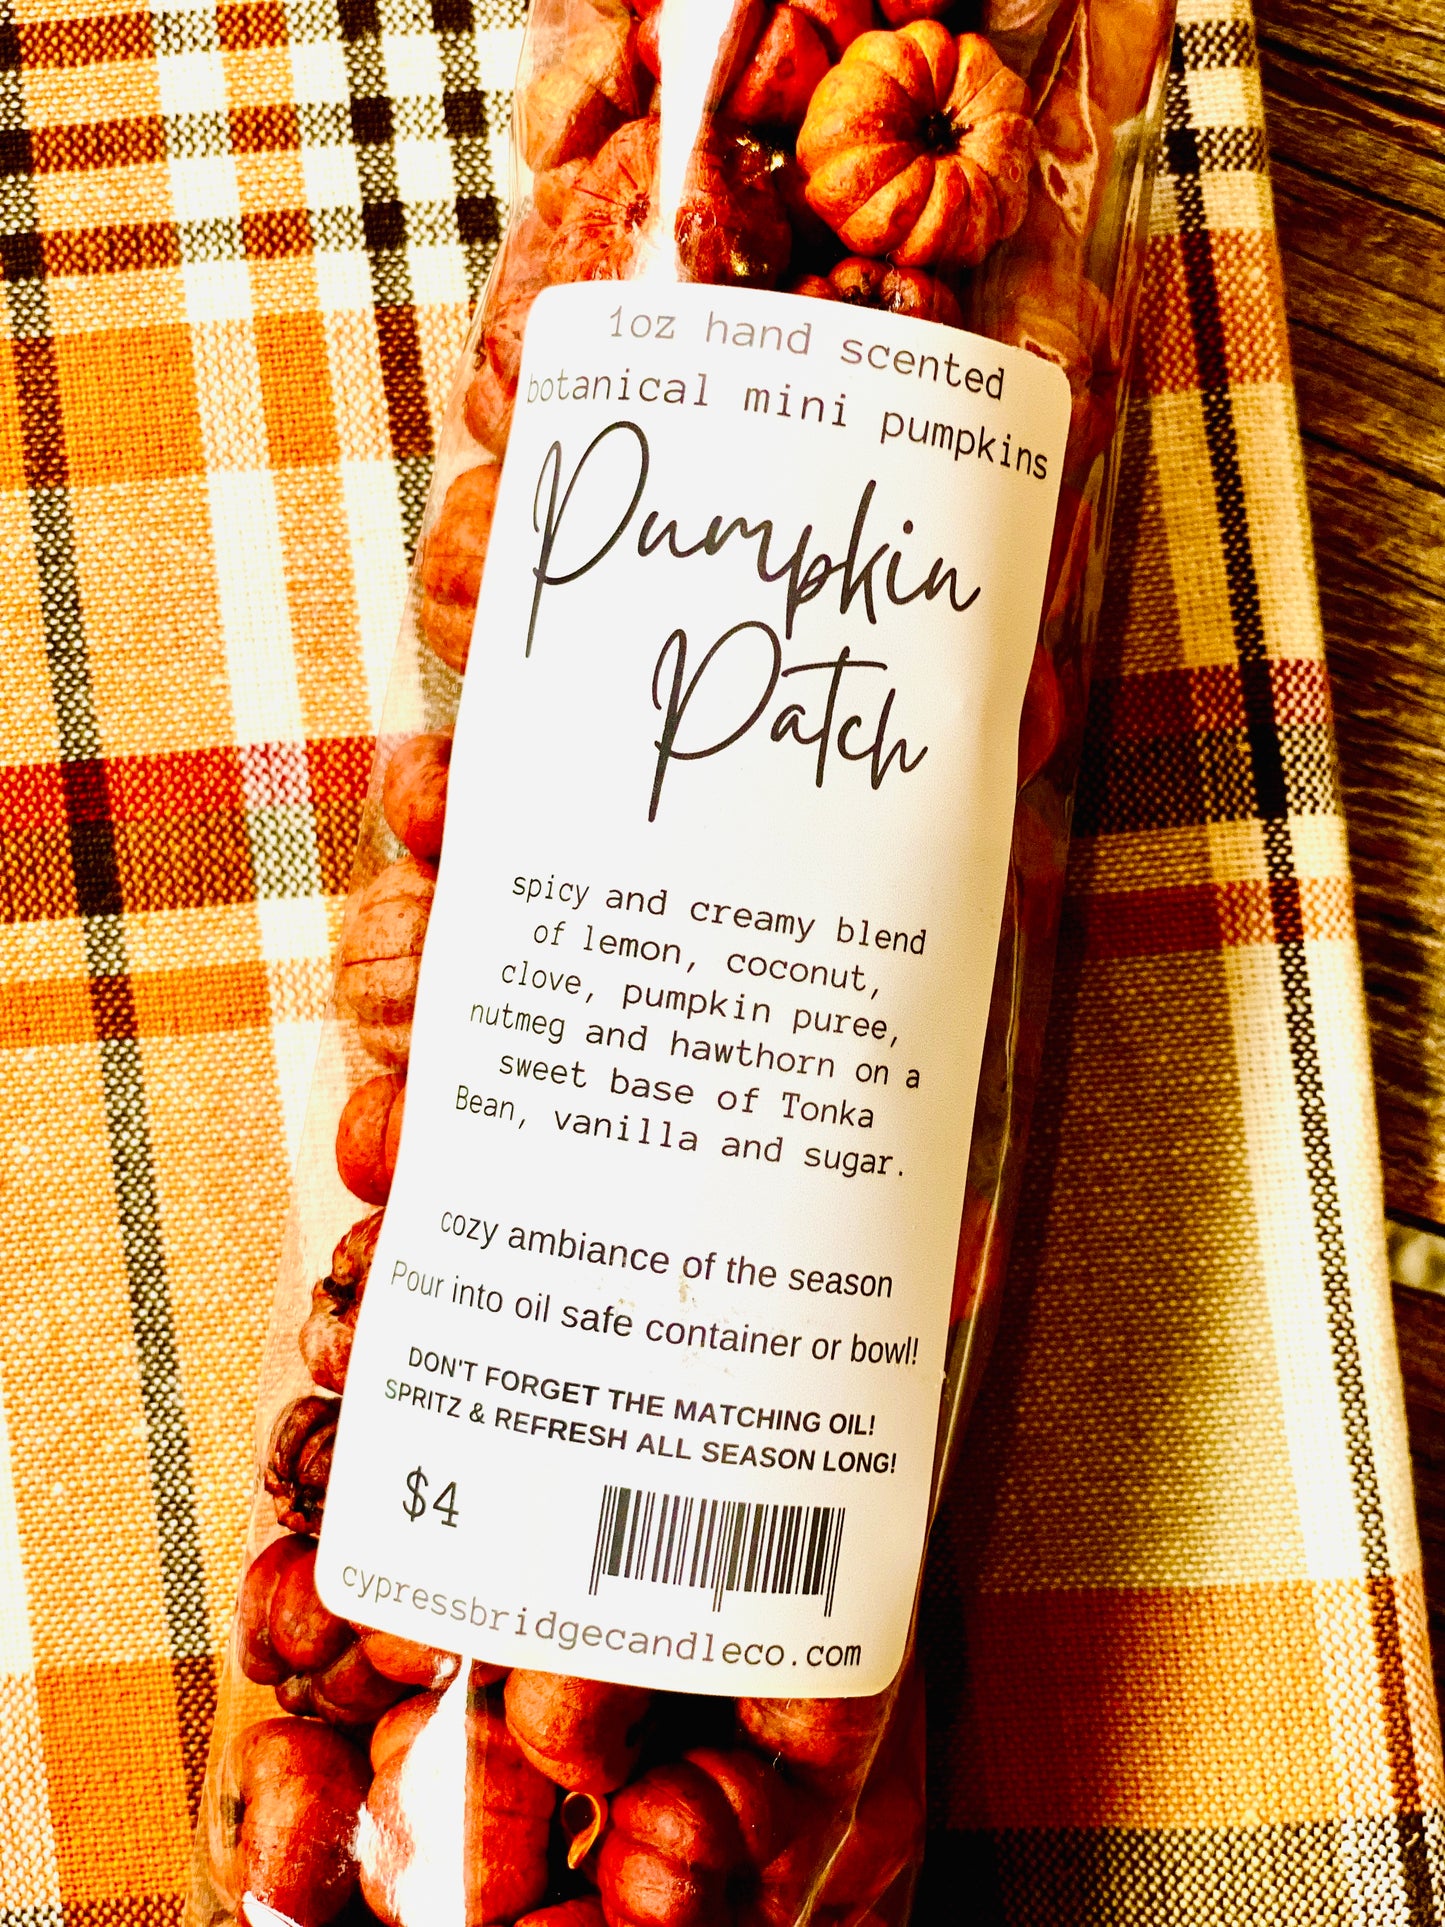 1oz hand scented
botanical mini pumpkins
Pumpkin
Patch
spicy and creamy blend
of lemon, coconut,
clove, pumpkin puree,
nutmeg and hawthorn on a
sweet base of Tonka
Bean, vanilla and sugar.
cozy ambiance of the season
Pour into oil safe container or bowl!
DON'T FORGET THE MATCHING OIL!
SPRITZ & REFRESH ALL SEASON LONG!
$4
cypressbridgecandleco.com